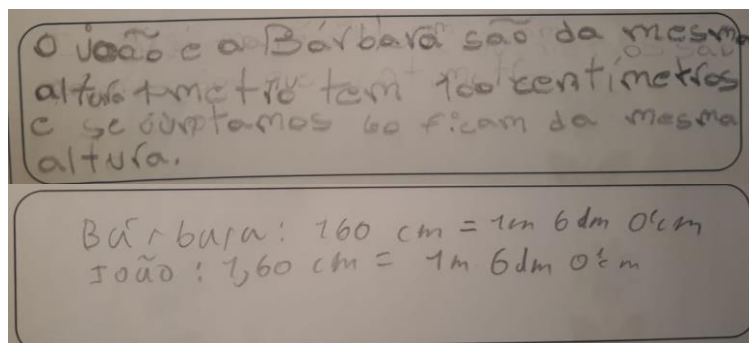 O João e a Bárbara são da mesma
altura 1 metro tem 100 centímetros
e se juntamos 60 ficam da mesma
altura.
Bárbara: 160 cm = 1m 6dm 0cm
João: 1,60 cm = 1m 6dm 0cm